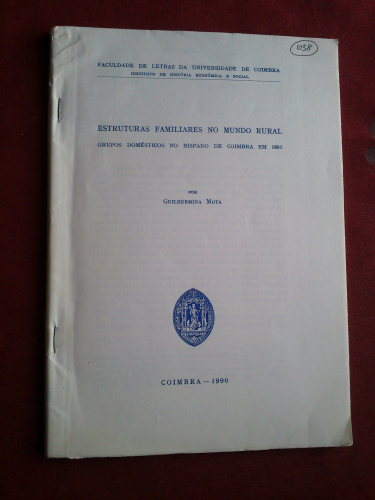 1038
FACULDADE DE LETRAS DA UNIVERSIDADE DE COIMBRA
INSTITUTO DE HISTÓRIA ECONÓMICA E SOCIAL
ESTRUTURAS FAMILIARES NO MUNDO RURAL
GRUPOS DOMÉSTICOS NO BISPADO DE COIMBRA EM 1801
POR
GUILHERMINA MOTA
COIMBRA — 1990